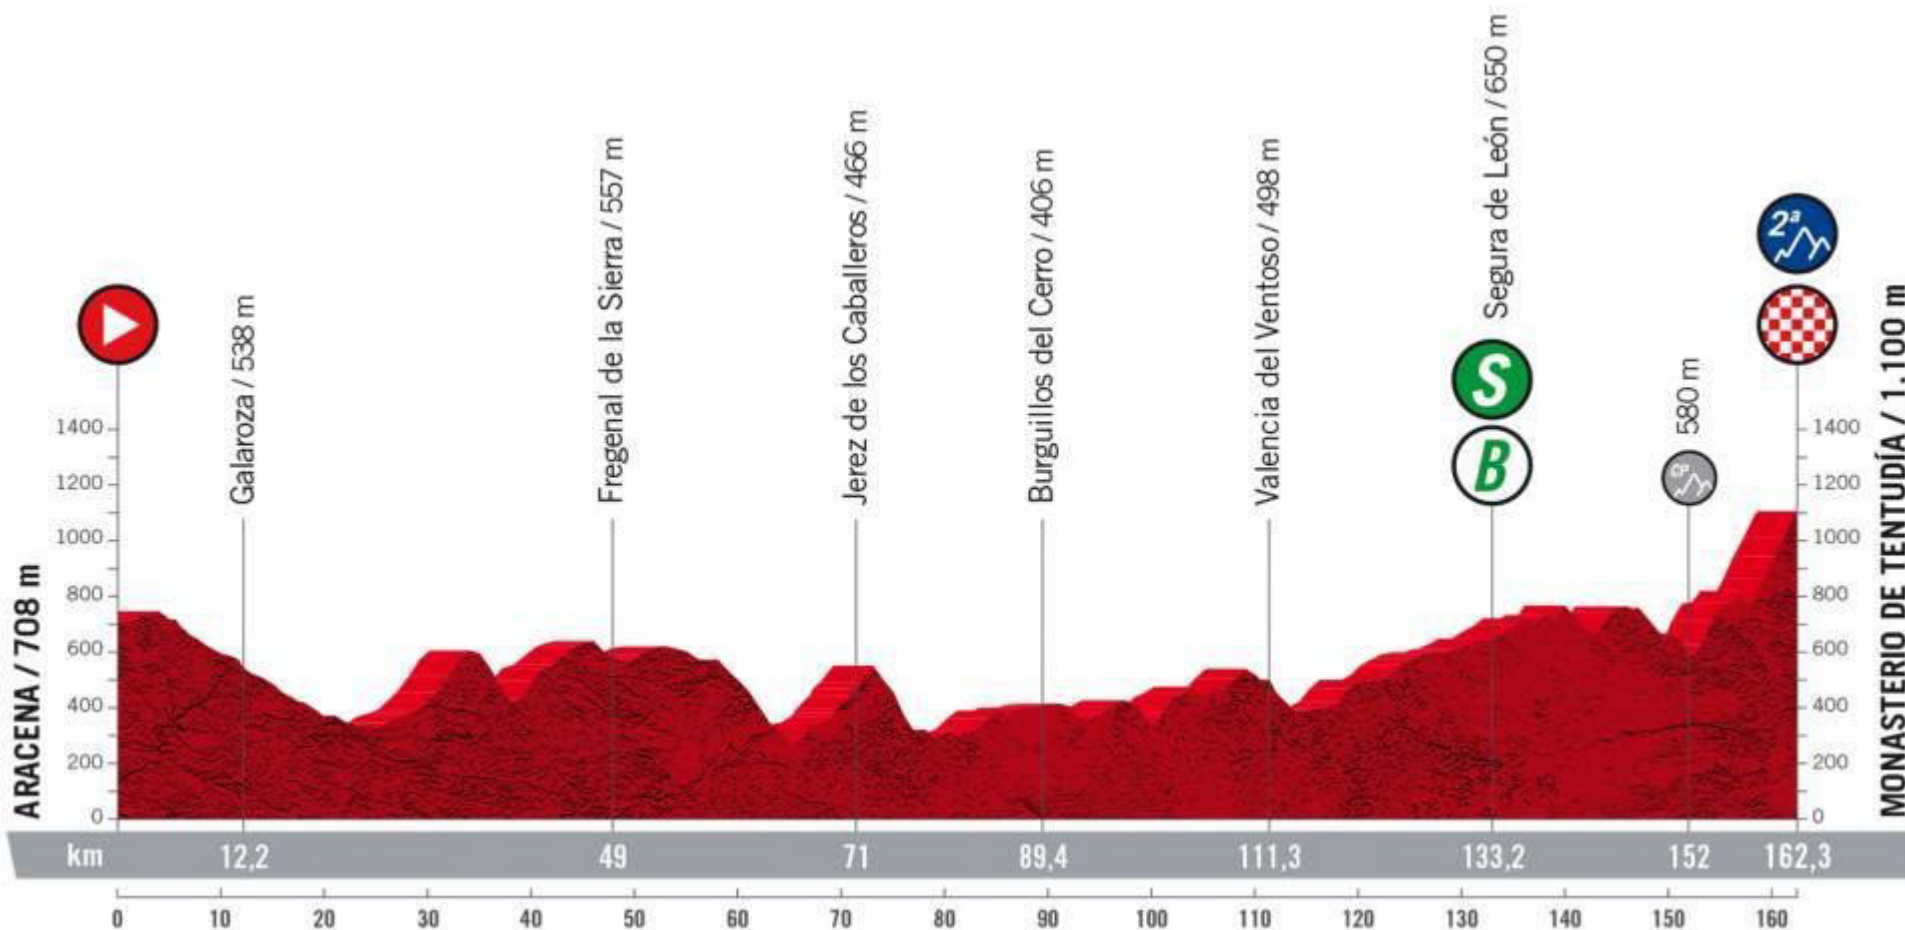 Segura de León / 650 m
Jerez de los Caballeros / 466 m
Fregenal de la Sierra / 557 m
Valencia del Ventoso / 498 m
Burguillos del Cerro / 406 m
Galaroza / 538 m
580 m
2ª
S
B
CP
ARACENA / 708 m
MONASTERIO DE TENTUDÍA / 1.100 m
1400
1200
1000
800
600
400
200
0
1400
1200
1000
800
600
400
200
0
km 12,2 49 71 89,4 111,3 133,2 152 162,3
0 10 20 30 40 50 60 70 80 90 100 110 120 130 140 150 160